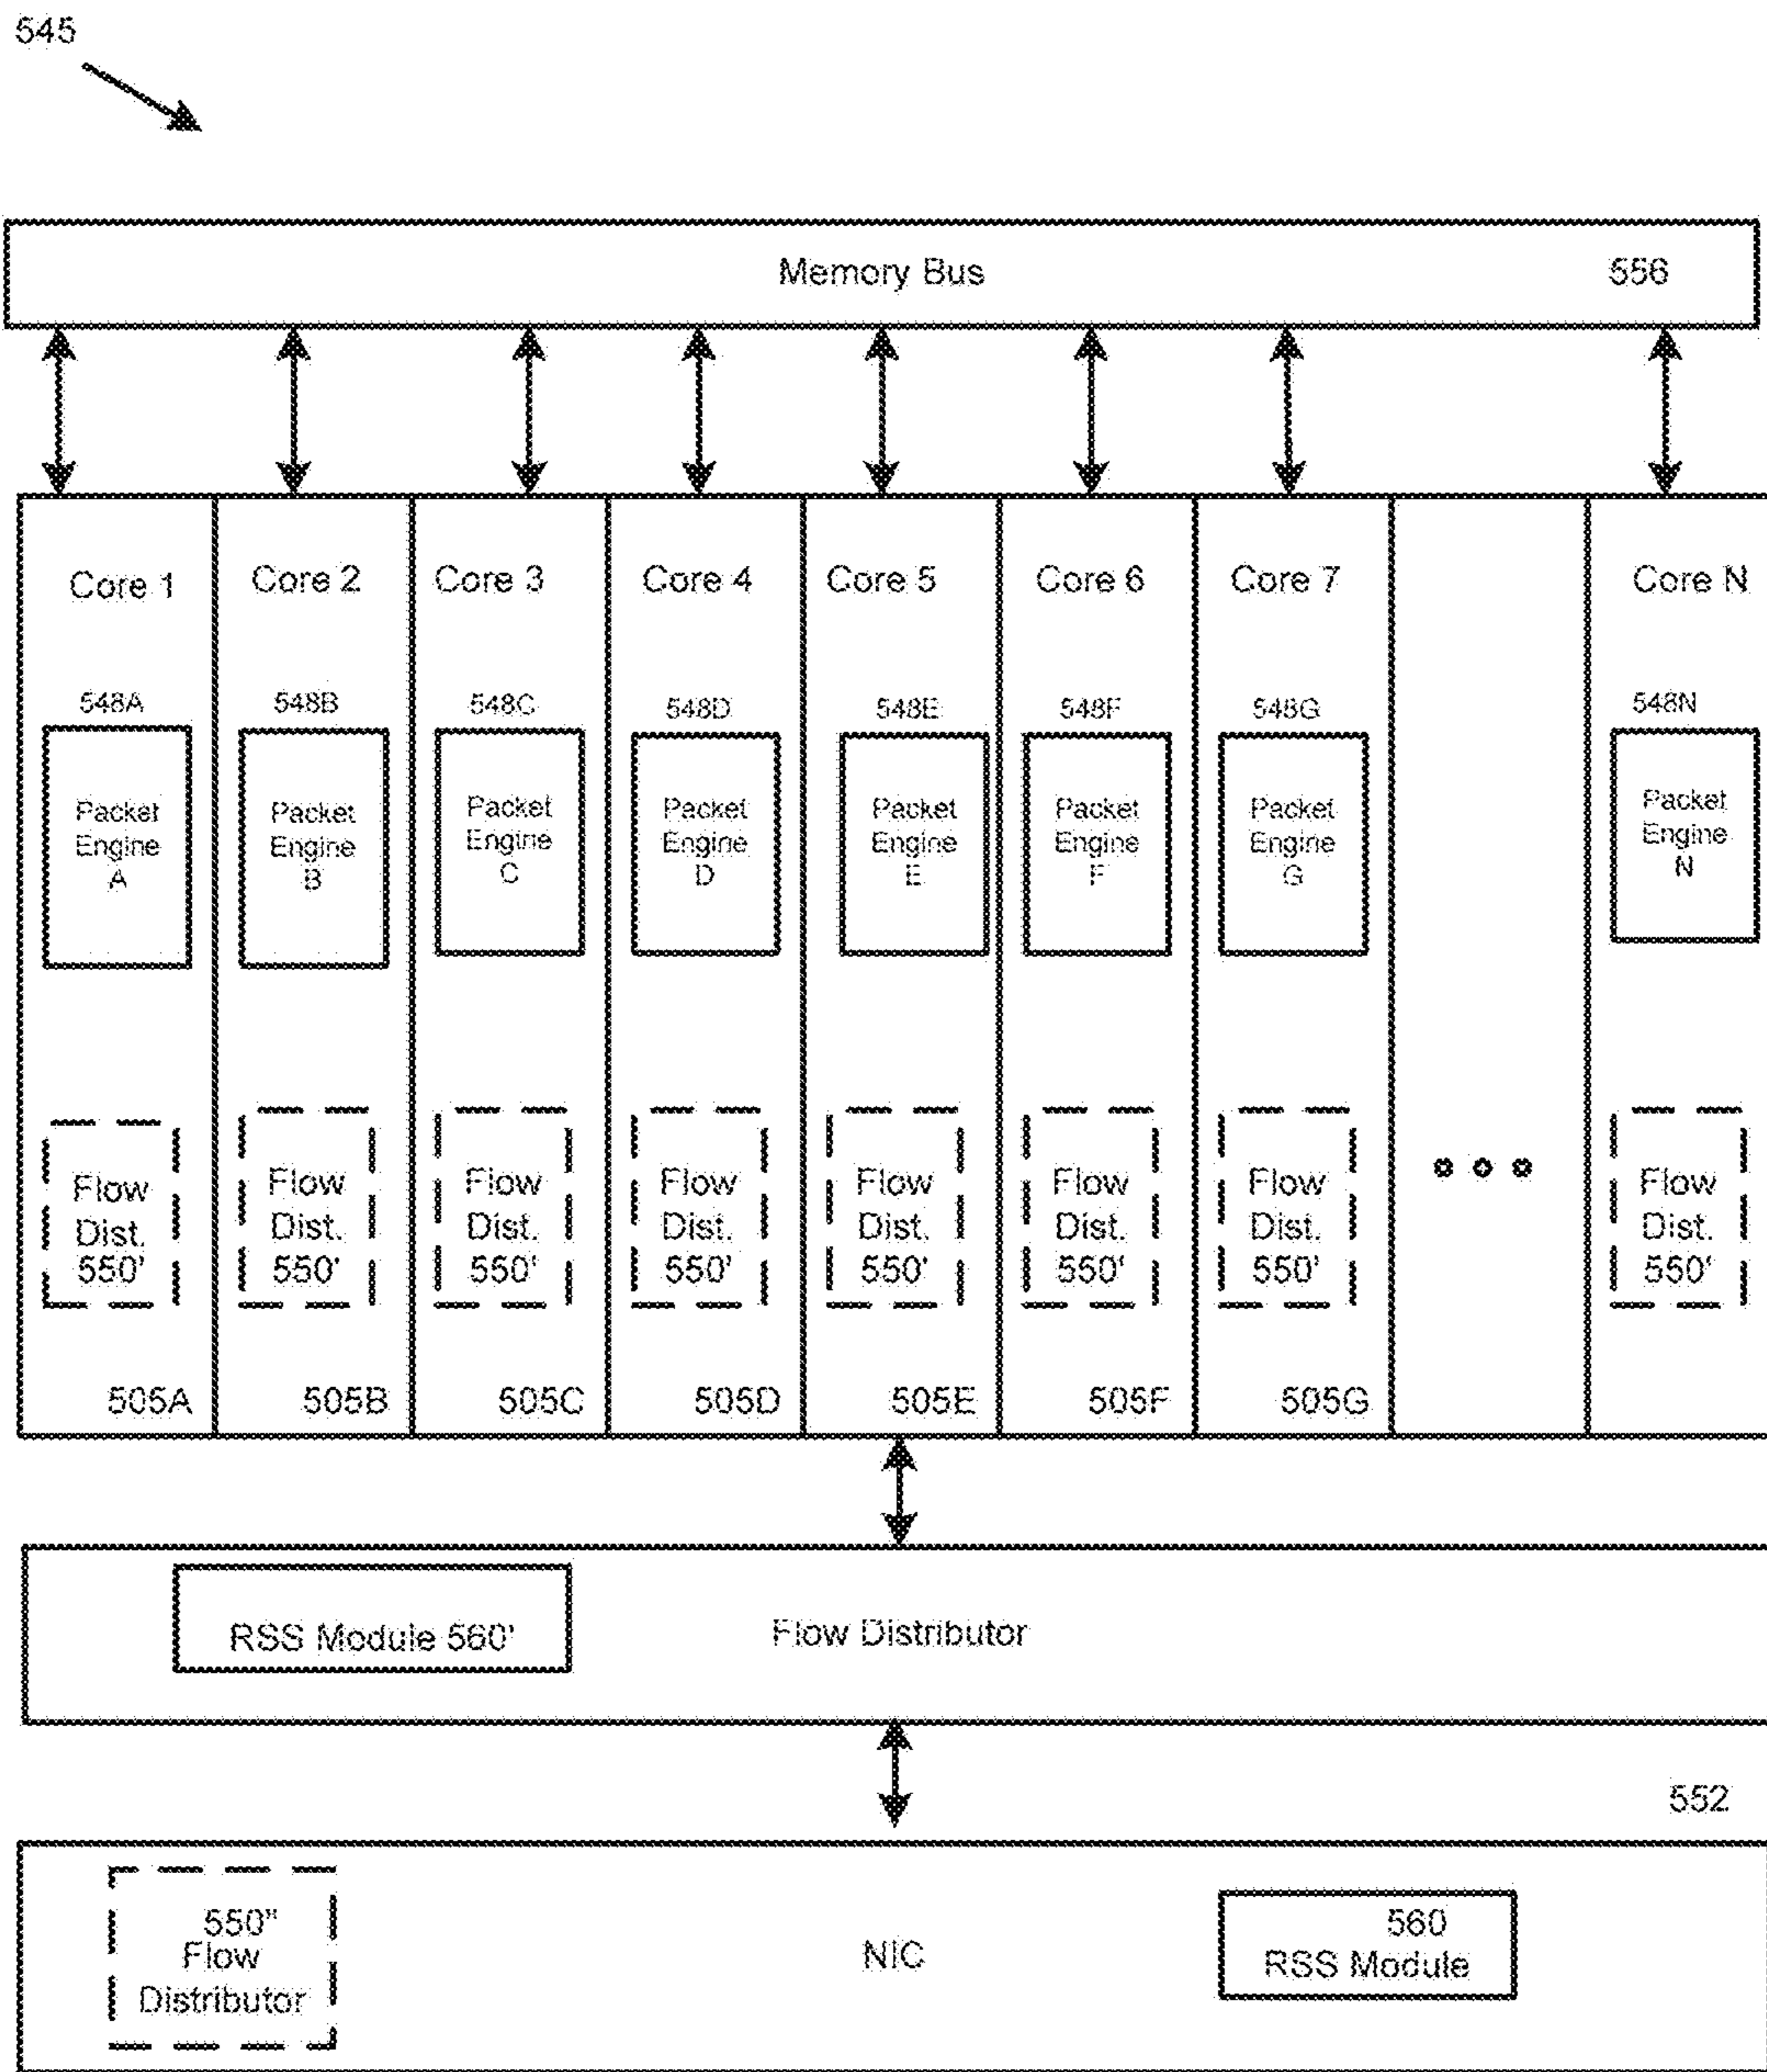 545
Memory Bus 556
Core 1 Core 2 Core 3 Core 4 Core 5 Core 6 Core 7 Core N
548A 548B 548C 548D 548E 548F 548G 548N
Packet Packet Packet Packet Packet Packet Packet Packet
Engine Engine Engine Engine Engine Engine Engine Engine
A B C D E F G N
Flow Flow Flow Flow Flow Flow Flow Flow
Dist. Dist. Dist. Dist. Dist. Dist. Dist. Dist.
550' 550' 550' 550' 550' 550' 550' 550'
505A 505B 505C 505D 505E 505F 505G
RSS Module 560' Flow Distributor
552
550"
Flow
Distributor
NIC
560
RSS Module